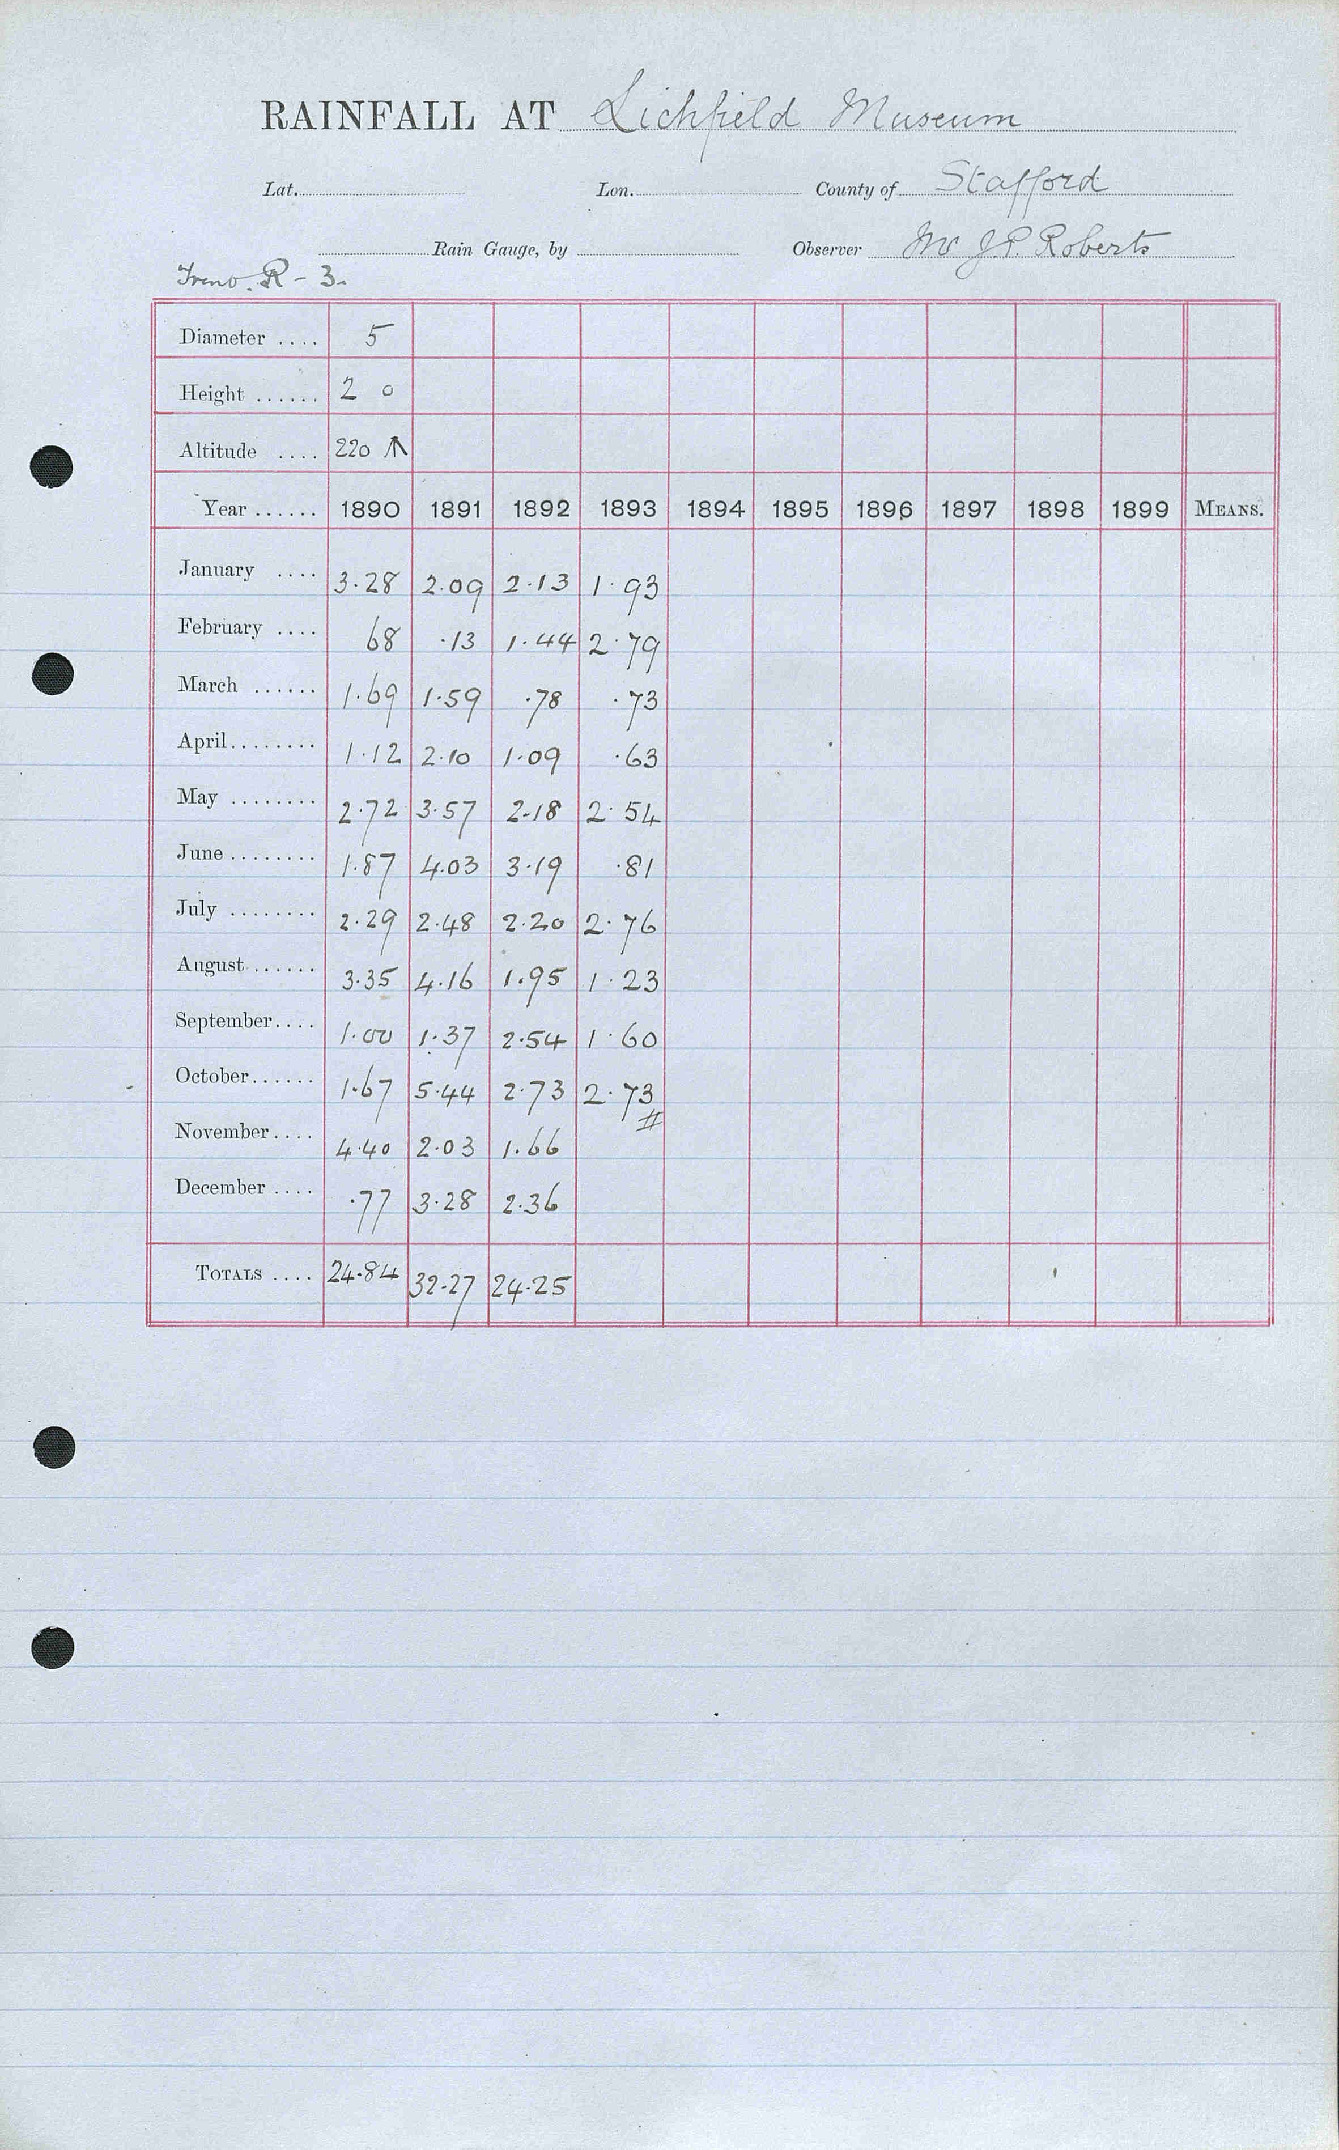 RAINFALL AT Lichfield Museum
Lat. Lon. County of Stafford
Rain Gauge, by Observer Mr J.P. Roberts
R - 3.
Diameter .... 5
Height ...... 2 0
Altitude .... 220
Year ...... 1890 1891 1892 1893 1894 1895 1896 1897 1898 1899 MEANS.
January .... 3.28 2.09 2.13 1.93
February .... 68 .13 1.44 2.79
March ...... 1.69 1.59 .78 .73
April........ 1.12 2.10 1.09 .63
May ........ 2.72 3.57 2.18 2.54
June ........ 1.87 4.03 3.19 .81
July ........ 2.29 2.48 2.20 2.76
August ...... 3.35 4.16 1.95 1.23
September.... 1.00 1.37 2.54 1.60
October...... 1.67 5.44 2.73 2.73
November.... 4.40 2.03 1.66
December .... .77 3.28 2.36
TOTALS .... 24.84 32.27 24.25